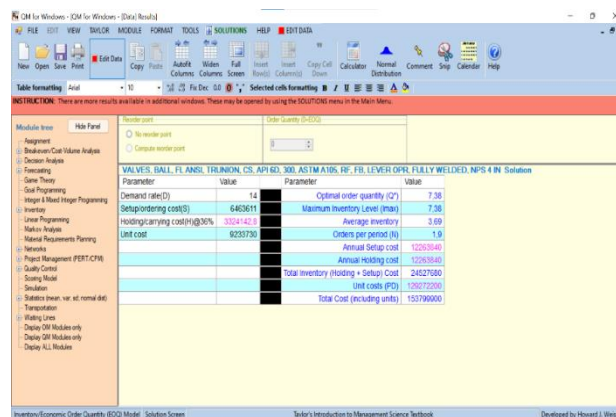 QM for Windows - [QM for Windows - [Data] Results]
FILE EDIT VIEW TAYLOR MODULE FORMAT TOOLS SOLUTIONS HELP EDIT DATA
New Open Save Print Edit Data Copy Paste Autofit Columns Widen Columns Full Screen Insert Row(s) Insert Column(s) Copy Cell Down Calculator Normal Distribution Comment Snip Calendar Help
Table formatting Arial 10 Fix Dec 0.0 Selected cells formatting B I U
INSTRUCTION: There are more results available in additional windows. These may be opened by using the SOLUTIONS menu in the Main Menu.
Module tree Hide Panel
Assignment
Breakeven/Cost-Volume Analysis
Decision Analysis
Forecasting
Game Theory
Goal Programming
Integer & Mixed Integer Programming
Inventory
Linear Programming
Markov Analysis
Material Requirements Planning
Networks
Project Management (PERT/CPM)
Quality Control
Scoring Model
Simulation
Statistics (mean, var, sd, normal dist)
Transportation
Waiting Lines
Display OM Modules only
Display QM Modules only
Display ALL Modules
Reorder point
No reorder point
Compute reorder point
Order Quantity (0=EOQ)
0
VALVES, BALL, FL ANSI, TRUNION, CS, API 6D, 300, ASTM A105, RF, FB, LEVER OPR, FULLY WELDED, NPS 4 IN Solution
Parameter Value Parameter Value
Demand rate(D) 14 Optimal order quantity (Q*) 7,38
Setup/ordering cost(S) 6463611 Maximum Inventory Level (Imax) 7,38
Holding/carrying cost(H)@36% 3324142,8 Average inventory 3,69
Unit cost 9233730 Orders per period (N) 1,9
Annual Setup cost 12263840
Annual Holding cost 12263840
Total Inventory (Holding + Setup) Cost 24527680
Unit costs (PD) 129272200
Total Cost (including units) 153799900
Inventory/Economic Order Quantity (EOQ) Model Solution Screen Taylor's Introduction to Management Science Textbook Developed by Howard J. Weiss